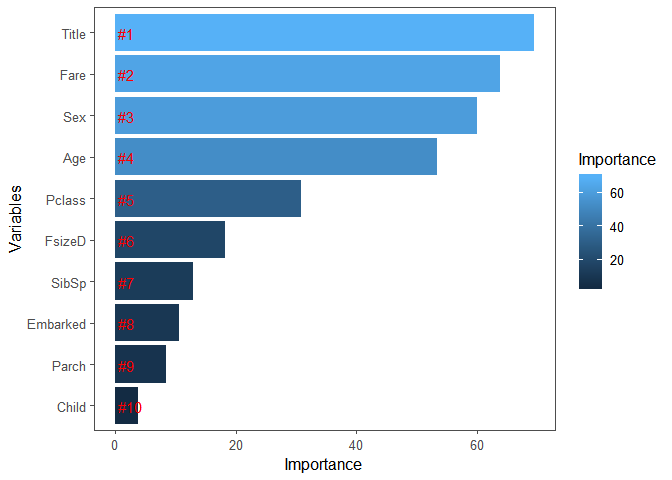 Title #1
Fare #2
Sex #3
Age #4
Pclass #5
FsizeD #6
SibSp #7
Embarked #8
Parch #9
Child #10
0 20 40 60
Importance
Variables
Importance
60
40
20